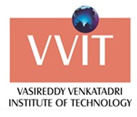 VVIT
VASIREDDY VENKATADRI
INSTITUTE OF TECHNOLOGY